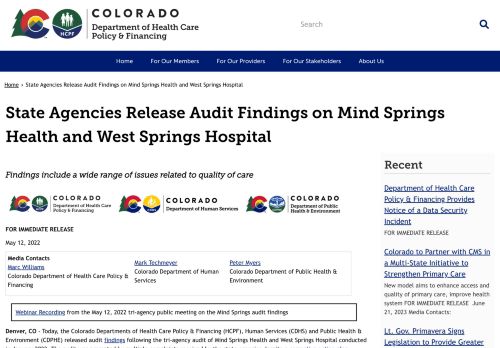 COLORADO
Department of Health Care
Policy & Financing
HCPF
Search
Home
For Our Members
For Our Providers
For Our Stakeholders
About Us
Home › State Agencies Release Audit Findings on Mind Springs Health and West Springs Hospital
State Agencies Release Audit Findings on Mind Springs
Health and West Springs Hospital
Findings include a wide range of issues related to quality of care
COLORADO
Department of Health Care
Policy & Financing
COLORADO
Department of Human Services
COLORADO
Department of Public
Health & Environment
FOR IMMEDIATE RELEASE
May 12, 2022
Media Contacts
Marc Williams
Colorado Department of Health Care Policy &
Financing
Mark Techmeyer
Colorado Department of Human
Services
Peter Myers
Colorado Department of Public Health &
Environment
Webinar Recording from the May 12, 2022 tri-agency public meeting on the Mind Springs audit findings
Denver, CO - Today, the Colorado Departments of Health Care Policy & Financing (HCPF), Human Services (CDHS) and Public Health &
Environment (CDPHE) released audit findings following the tri-agency audit of Mind Springs Health and West Springs Hospital conducted
Recent
Department of Health Care
Policy & Financing Provides
Notice of a Data Security
Incident
FOR IMMEDIATE RELEASE
Colorado to Partner with CMS in
a Multi-State Initiative to
Strengthen Primary Care
New model aims to enhance access and
quality of primary care, improve health
system FOR IMMEDIATE RELEASE June
21, 2023 Media Contacts:
Lt. Gov. Primavera Signs
Legislation to Provide Greater